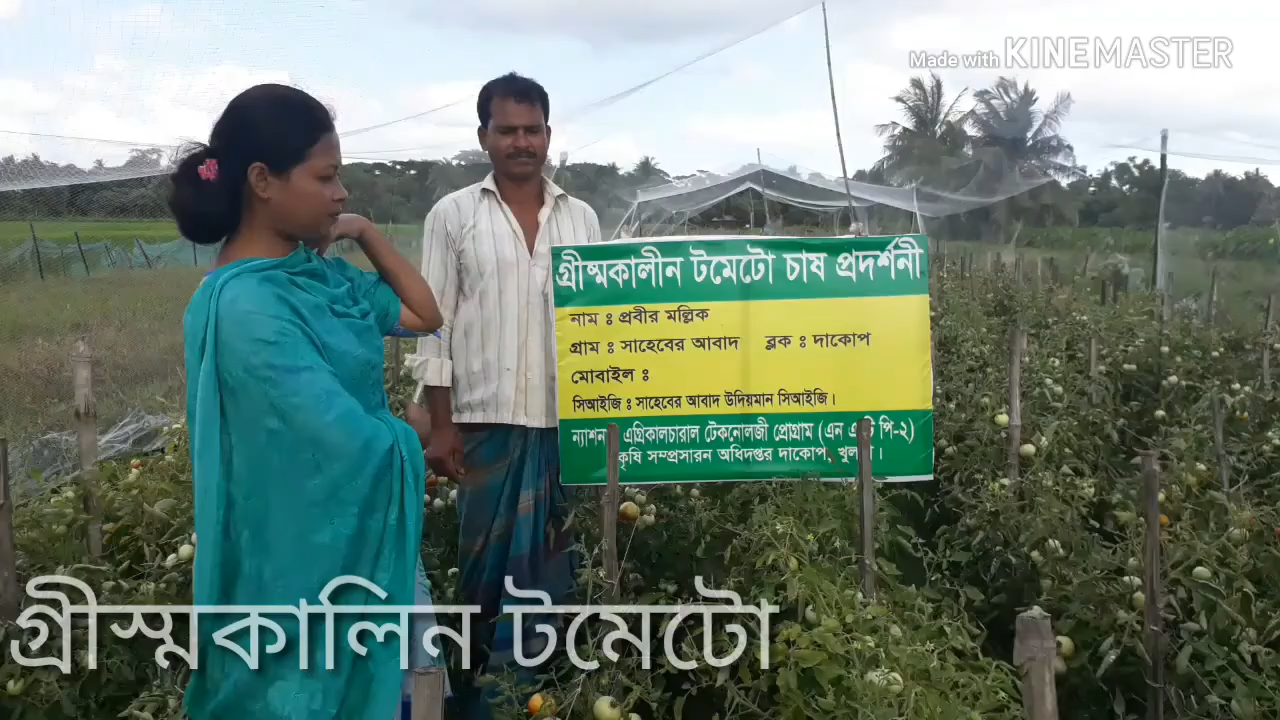 Made with KINEMASTER
গ্রীষ্মকালীন টমেটো চাষ প্রদর্শনী
নাম ঃ প্রবীর মল্লিক
গ্রাম ঃ সাহেবের আবাদ ব্লক ঃ দাকোপ
মোবাইল ঃ
সিআইজি ঃ সাহেবের আবাদ উদিয়মান সিআইজি।
ন্যাশনাল এগ্রিকালচারাল টেকনোলজী প্রোগ্রাম (এন এ টি পি-২)
কৃষি সম্প্রসারন অধিদপ্তর দাকোপ, খুলনা।
গ্রীস্মকালিন টমেটো